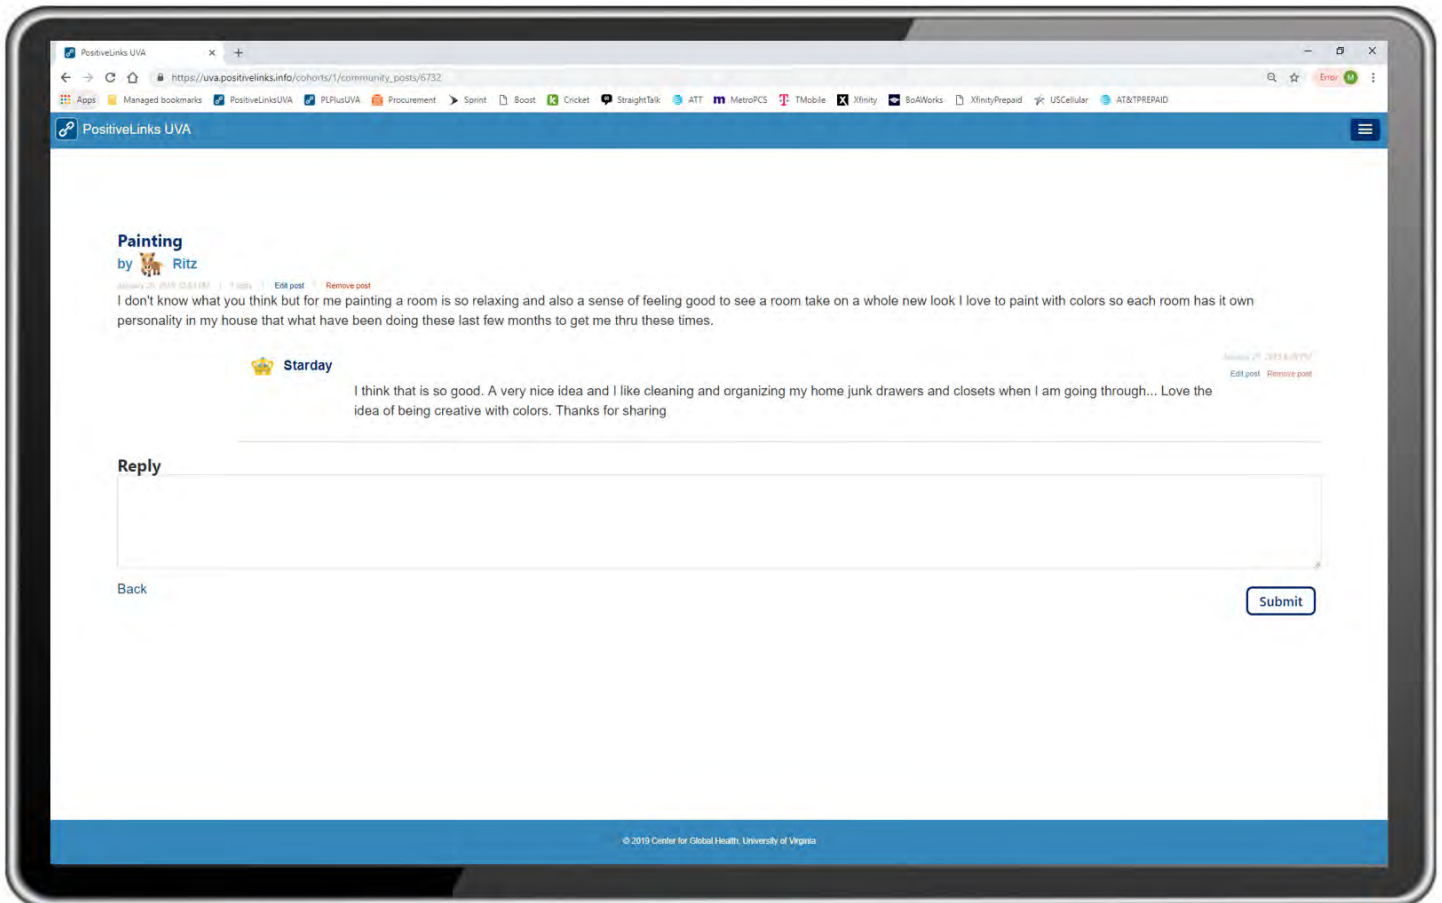 PositiveLinks UVA
https://uva.positivelinks.info/cohorts/1/community_posts/6732
Error M
Apps Managed bookmarks PositiveLinksUVA PLPlusUVA Procurement Sprint Boost Cricket StraightTalk ATT MetroPCS TMobile Xfinity BoAWorks XfinityPrepaid USCellular AT&TPREPAID
PositiveLinks UVA
Painting
by Ritz
Edit post Remove post
I don't know what you think but for me painting a room is so relaxing and also a sense of feeling good to see a room take on a whole new look I love to paint with colors so each room has it own
personality in my house that what have been doing these last few months to get me thru these times.
Starday
Edit post Remove post
I think that is so good. A very nice idea and I like cleaning and organizing my home junk drawers and closets when I am going through... Love the
idea of being creative with colors. Thanks for sharing
Reply
Back
Submit
© 2019 Center for Global Health, University of Virginia